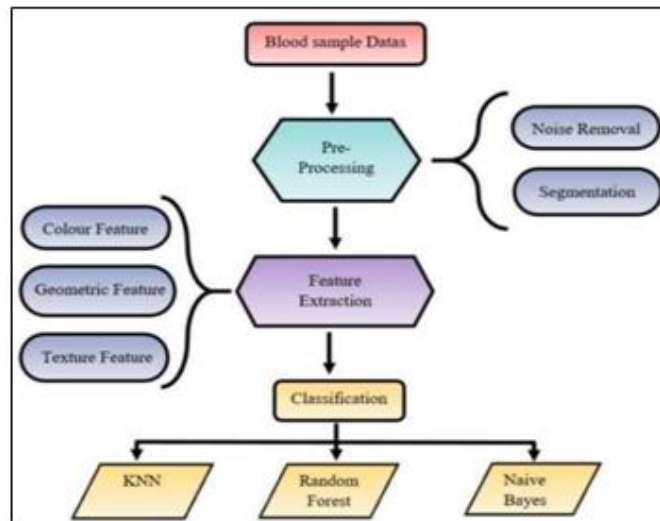 Blood sample Datas
Pre-
Processing
Noise Removal
Segmentation
Colour Feature
Geometric Feature
Texture Feature
Feature
Extraction
Classification
KNN
Random
Forest
Naive
Bayes